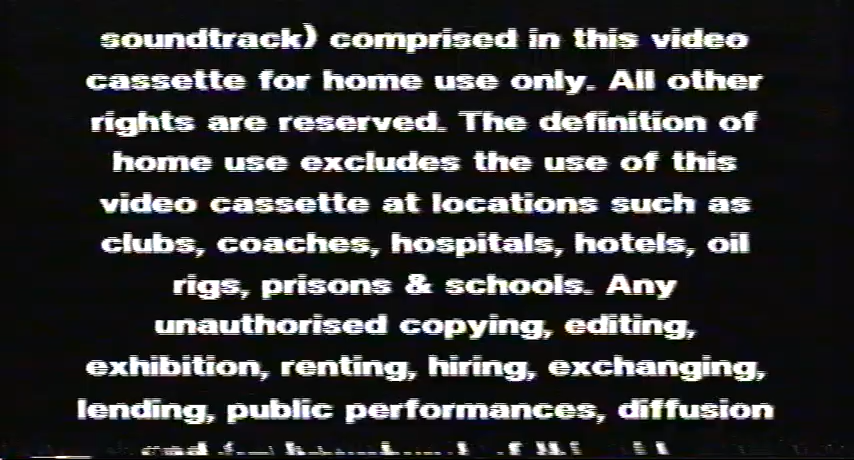 soundtrack) comprised in this video
cassette for home use only. All other
rights are reserved. The definition of
home use excludes the use of this
video cassette at locations such as
clubs, coaches, hospitals, hotels, oil
rigs, prisons & schools. Any
unauthorised copying, editing,
exhibition, renting, hiring, exchanging,
lending, public performances, diffusion